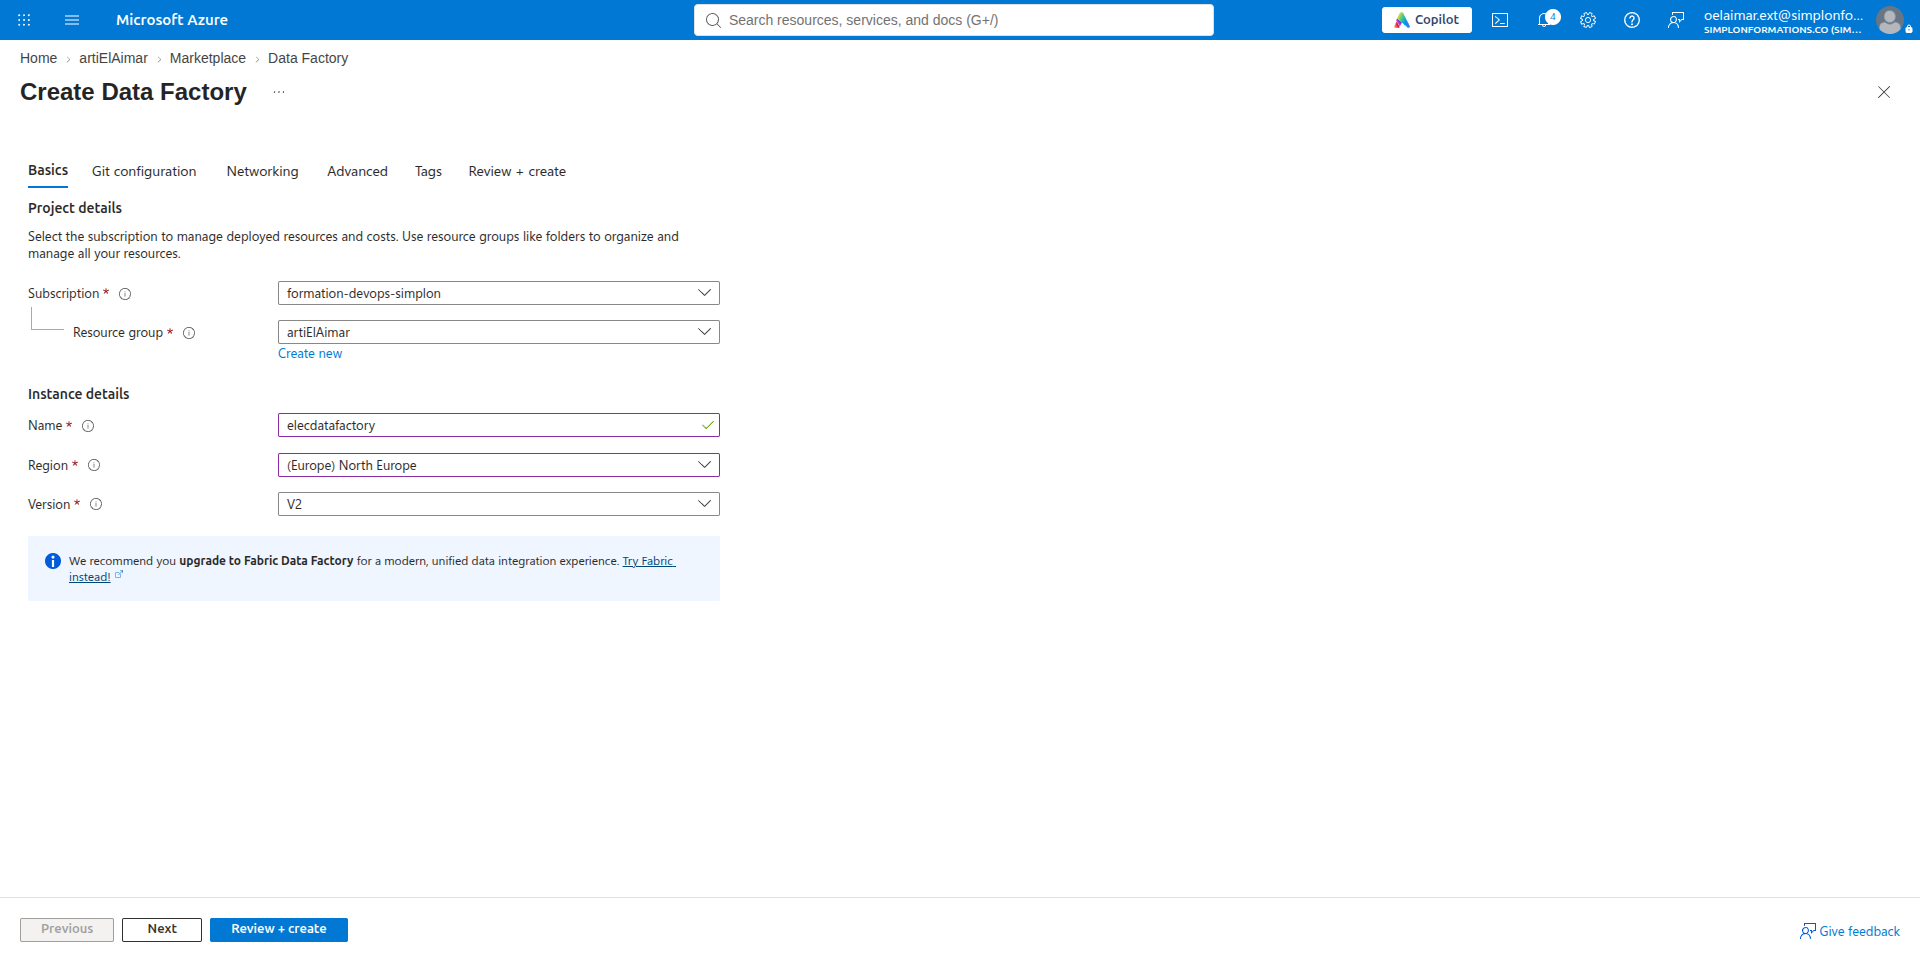 Microsoft Azure
Search resources, services, and docs (G+/)
Copilot
4
oelaimar.ext@simplonfo...
SIMPLONFORMATIONS.CO (SIM...
Home > artiElAimar > Marketplace > Data Factory
Create Data Factory ...
Basics Git configuration Networking Advanced Tags Review + create
Project details
Select the subscription to manage deployed resources and costs. Use resource groups like folders to organize and
manage all your resources.
Subscription * formation-devops-simplon
Resource group * artiElAimar
Create new
Instance details
Name * elecdatafactory
Region * (Europe) North Europe
Version * V2
We recommend you upgrade to Fabric Data Factory for a modern, unified data integration experience. Try Fabric
instead!
Previous Next Review + create
Give feedback